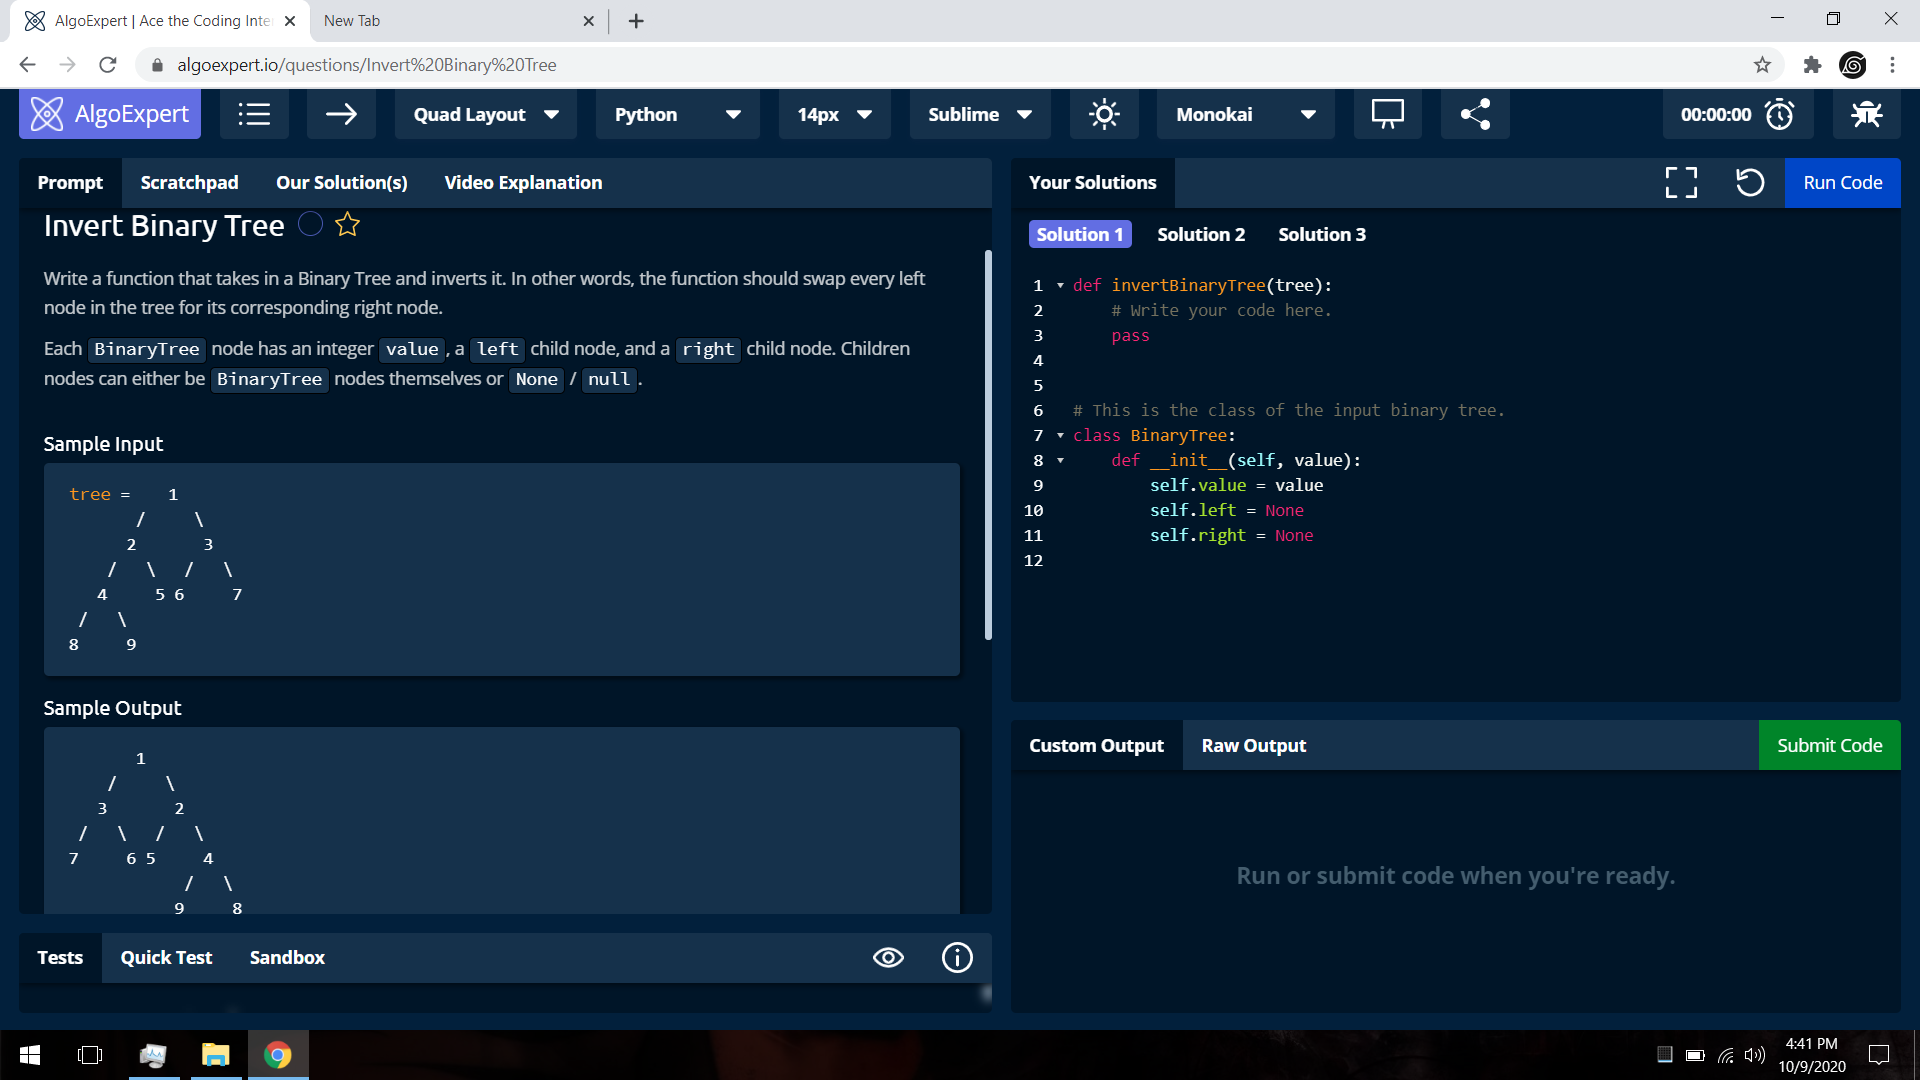 AlgoExpert | Ace the Coding Inte
New Tab
algoexpert.io/questions/Invert%20Binary%20Tree
AlgoExpert
Quad Layout
Python
14px
Sublime
Monokai
00:00:00
Prompt Scratchpad Our Solution(s) Video Explanation
Invert Binary Tree
Write a function that takes in a Binary Tree and inverts it. In other words, the function should swap every left
node in the tree for its corresponding right node.
Each BinaryTree node has an integer value, a left child node, and a right child node. Children
nodes can either be BinaryTree nodes themselves or None / null.
Sample Input
tree =    1
       /     \
      2       3
    /   \   /   \
   4     5 6     7
 /   \
8     9
Sample Output
       1
    /     \
   3       2
 /   \   /   \
7     6 5     4
            /   \
           9     8
Tests Quick Test Sandbox
Your Solutions
Run Code
Solution 1 Solution 2 Solution 3
1 def invertBinaryTree(tree):
2     # Write your code here.
3     pass
4
5
6 # This is the class of the input binary tree.
7 class BinaryTree:
8     def __init__(self, value):
9         self.value = value
10         self.left = None
11         self.right = None
12
Custom Output Raw Output
Submit Code
Run or submit code when you're ready.
4:41 PM
10/9/2020